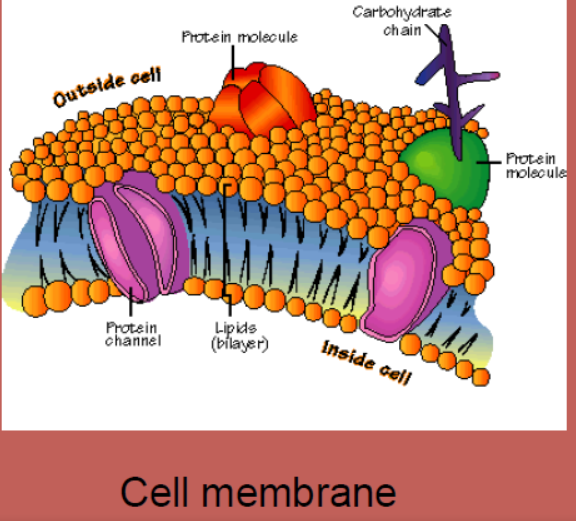 Carbohydrate
chain
Protein molecule
Outside cell
Protein
molecule
Protein
channel
Lipids
(bilayer)
Inside cell
Cell membrane